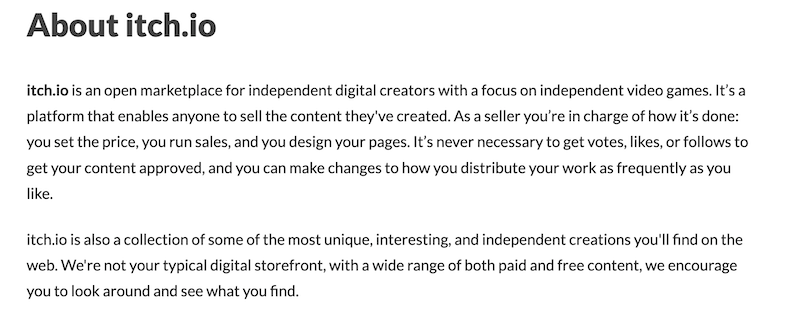 About itch.io
itch.io is an open marketplace for independent digital creators with a focus on independent video games. It’s a
platform that enables anyone to sell the content they've created. As a seller you’re in charge of how it’s done:
you set the price, you run sales, and you design your pages. It’s never necessary to get votes, likes, or follows to
get your content approved, and you can make changes to how you distribute your work as frequently as you
like.
itch.io is also a collection of some of the most unique, interesting, and independent creations you'll find on the
web. We're not your typical digital storefront, with a wide range of both paid and free content, we encourage
you to look around and see what you find.